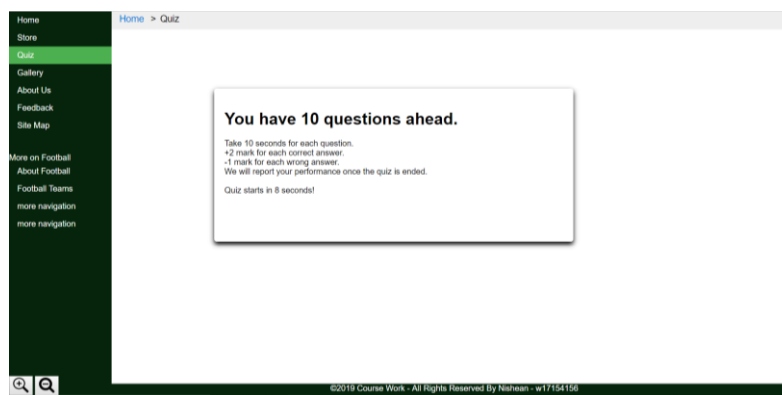 Home
Store
Quiz
Gallery
About Us
Feedback
Site Map
More on Football
About Football
Football Teams
more navigation
more navigation
Home > Quiz
You have 10 questions ahead.
Take 10 seconds for each question.
+2 mark for each correct answer.
-1 mark for each wrong answer.
We will report your performance once the quiz is ended.
Quiz starts in 8 seconds!
©2019 Course Work - All Rights Reserved By Nishean - w17154156